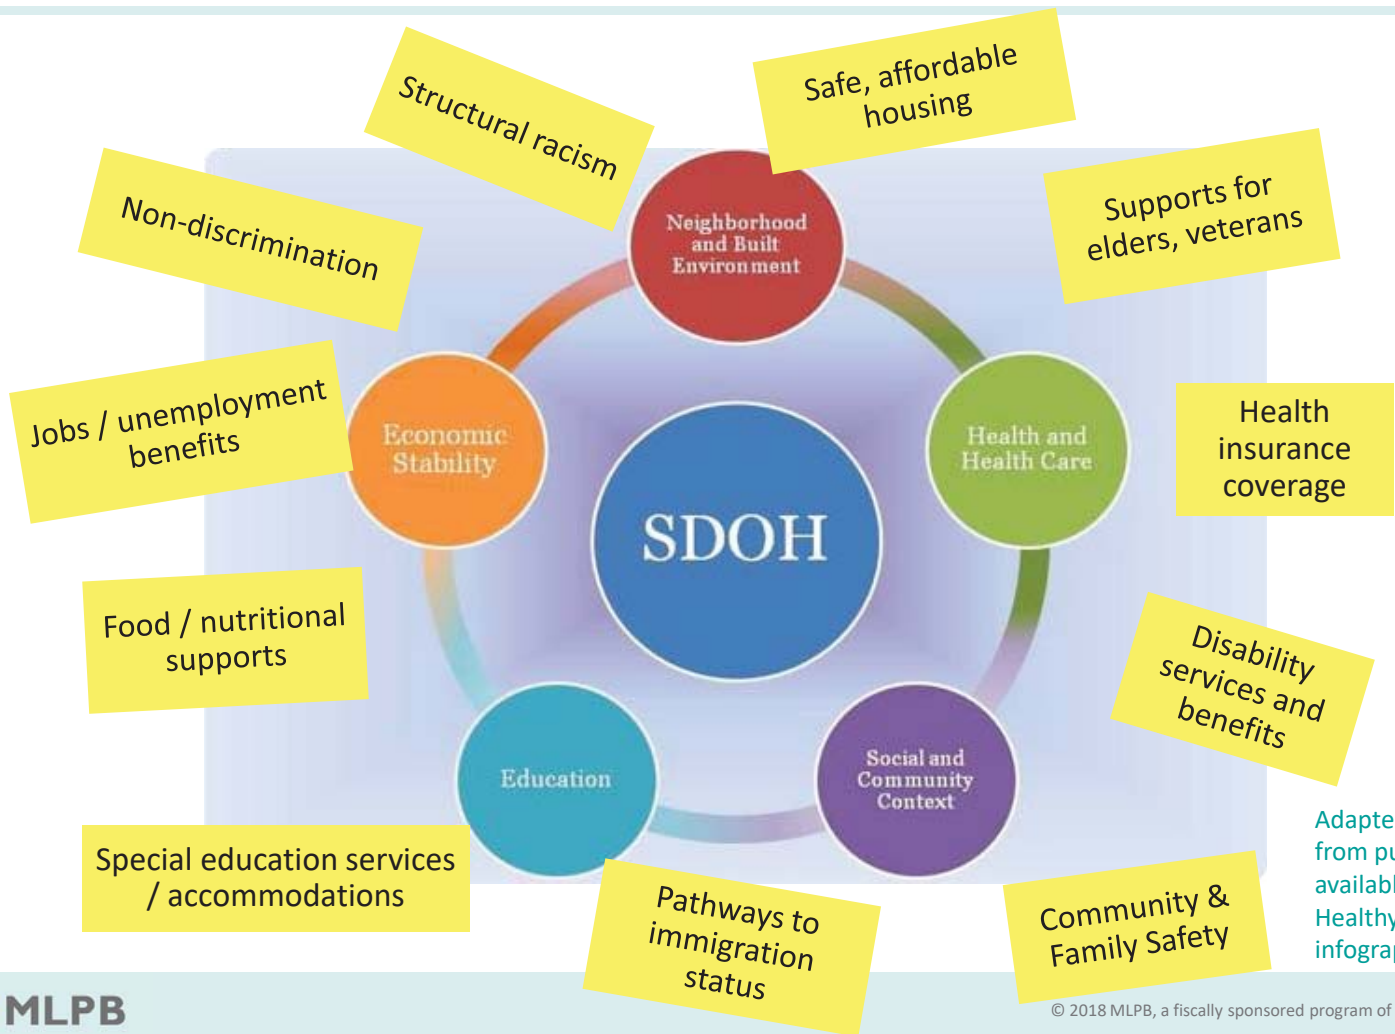 Structural racism
Safe, affordable
housing
Non-discrimination
Supports for
elders, veterans
Neighborhood
and Built
Environment
Jobs / unemployment
benefits
Economic
Stability
Health and
Health Care
Health
insurance
coverage
SDOH
Food / nutritional
supports
Disability
services and
benefits
Education
Social and
Community
Context
Special education services
/ accommodations
Pathways to
immigration
status
Community &
Family Safety
from
Healthy
MLPB
© 2018 MLPB, a fiscally sponsored program of